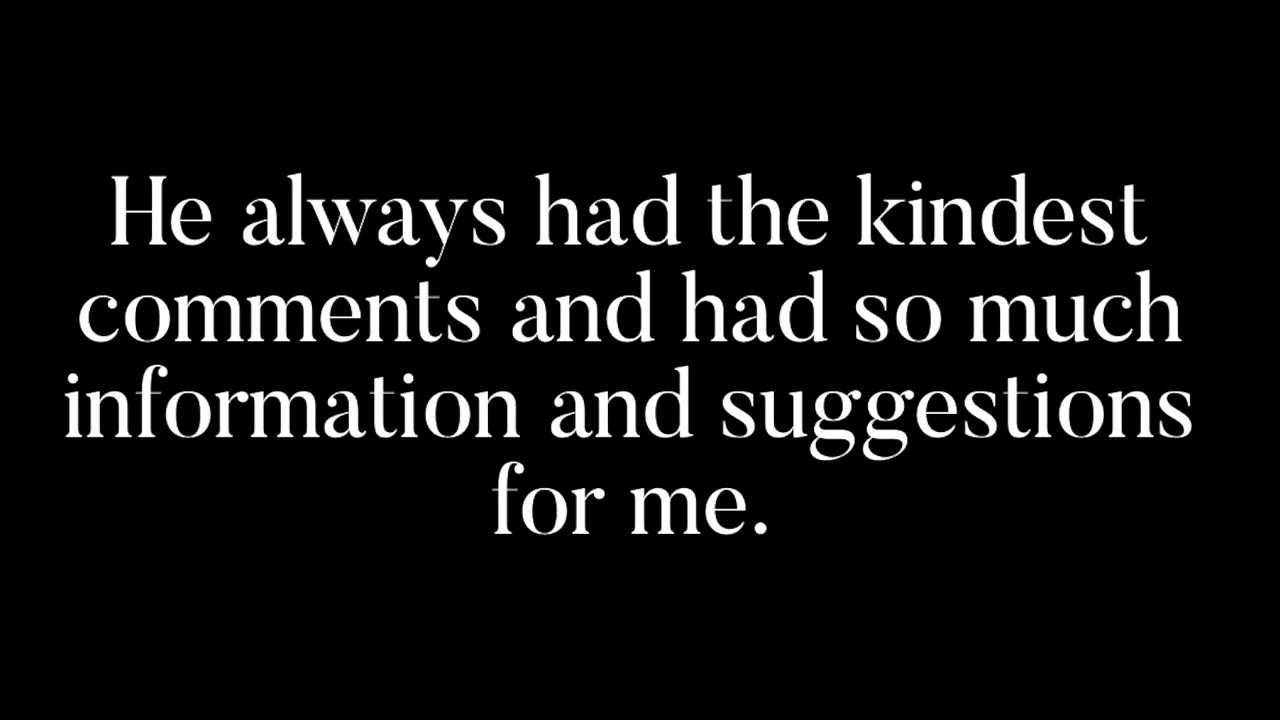 He always had the kindest
comments and had so much
information and suggestions
for me.